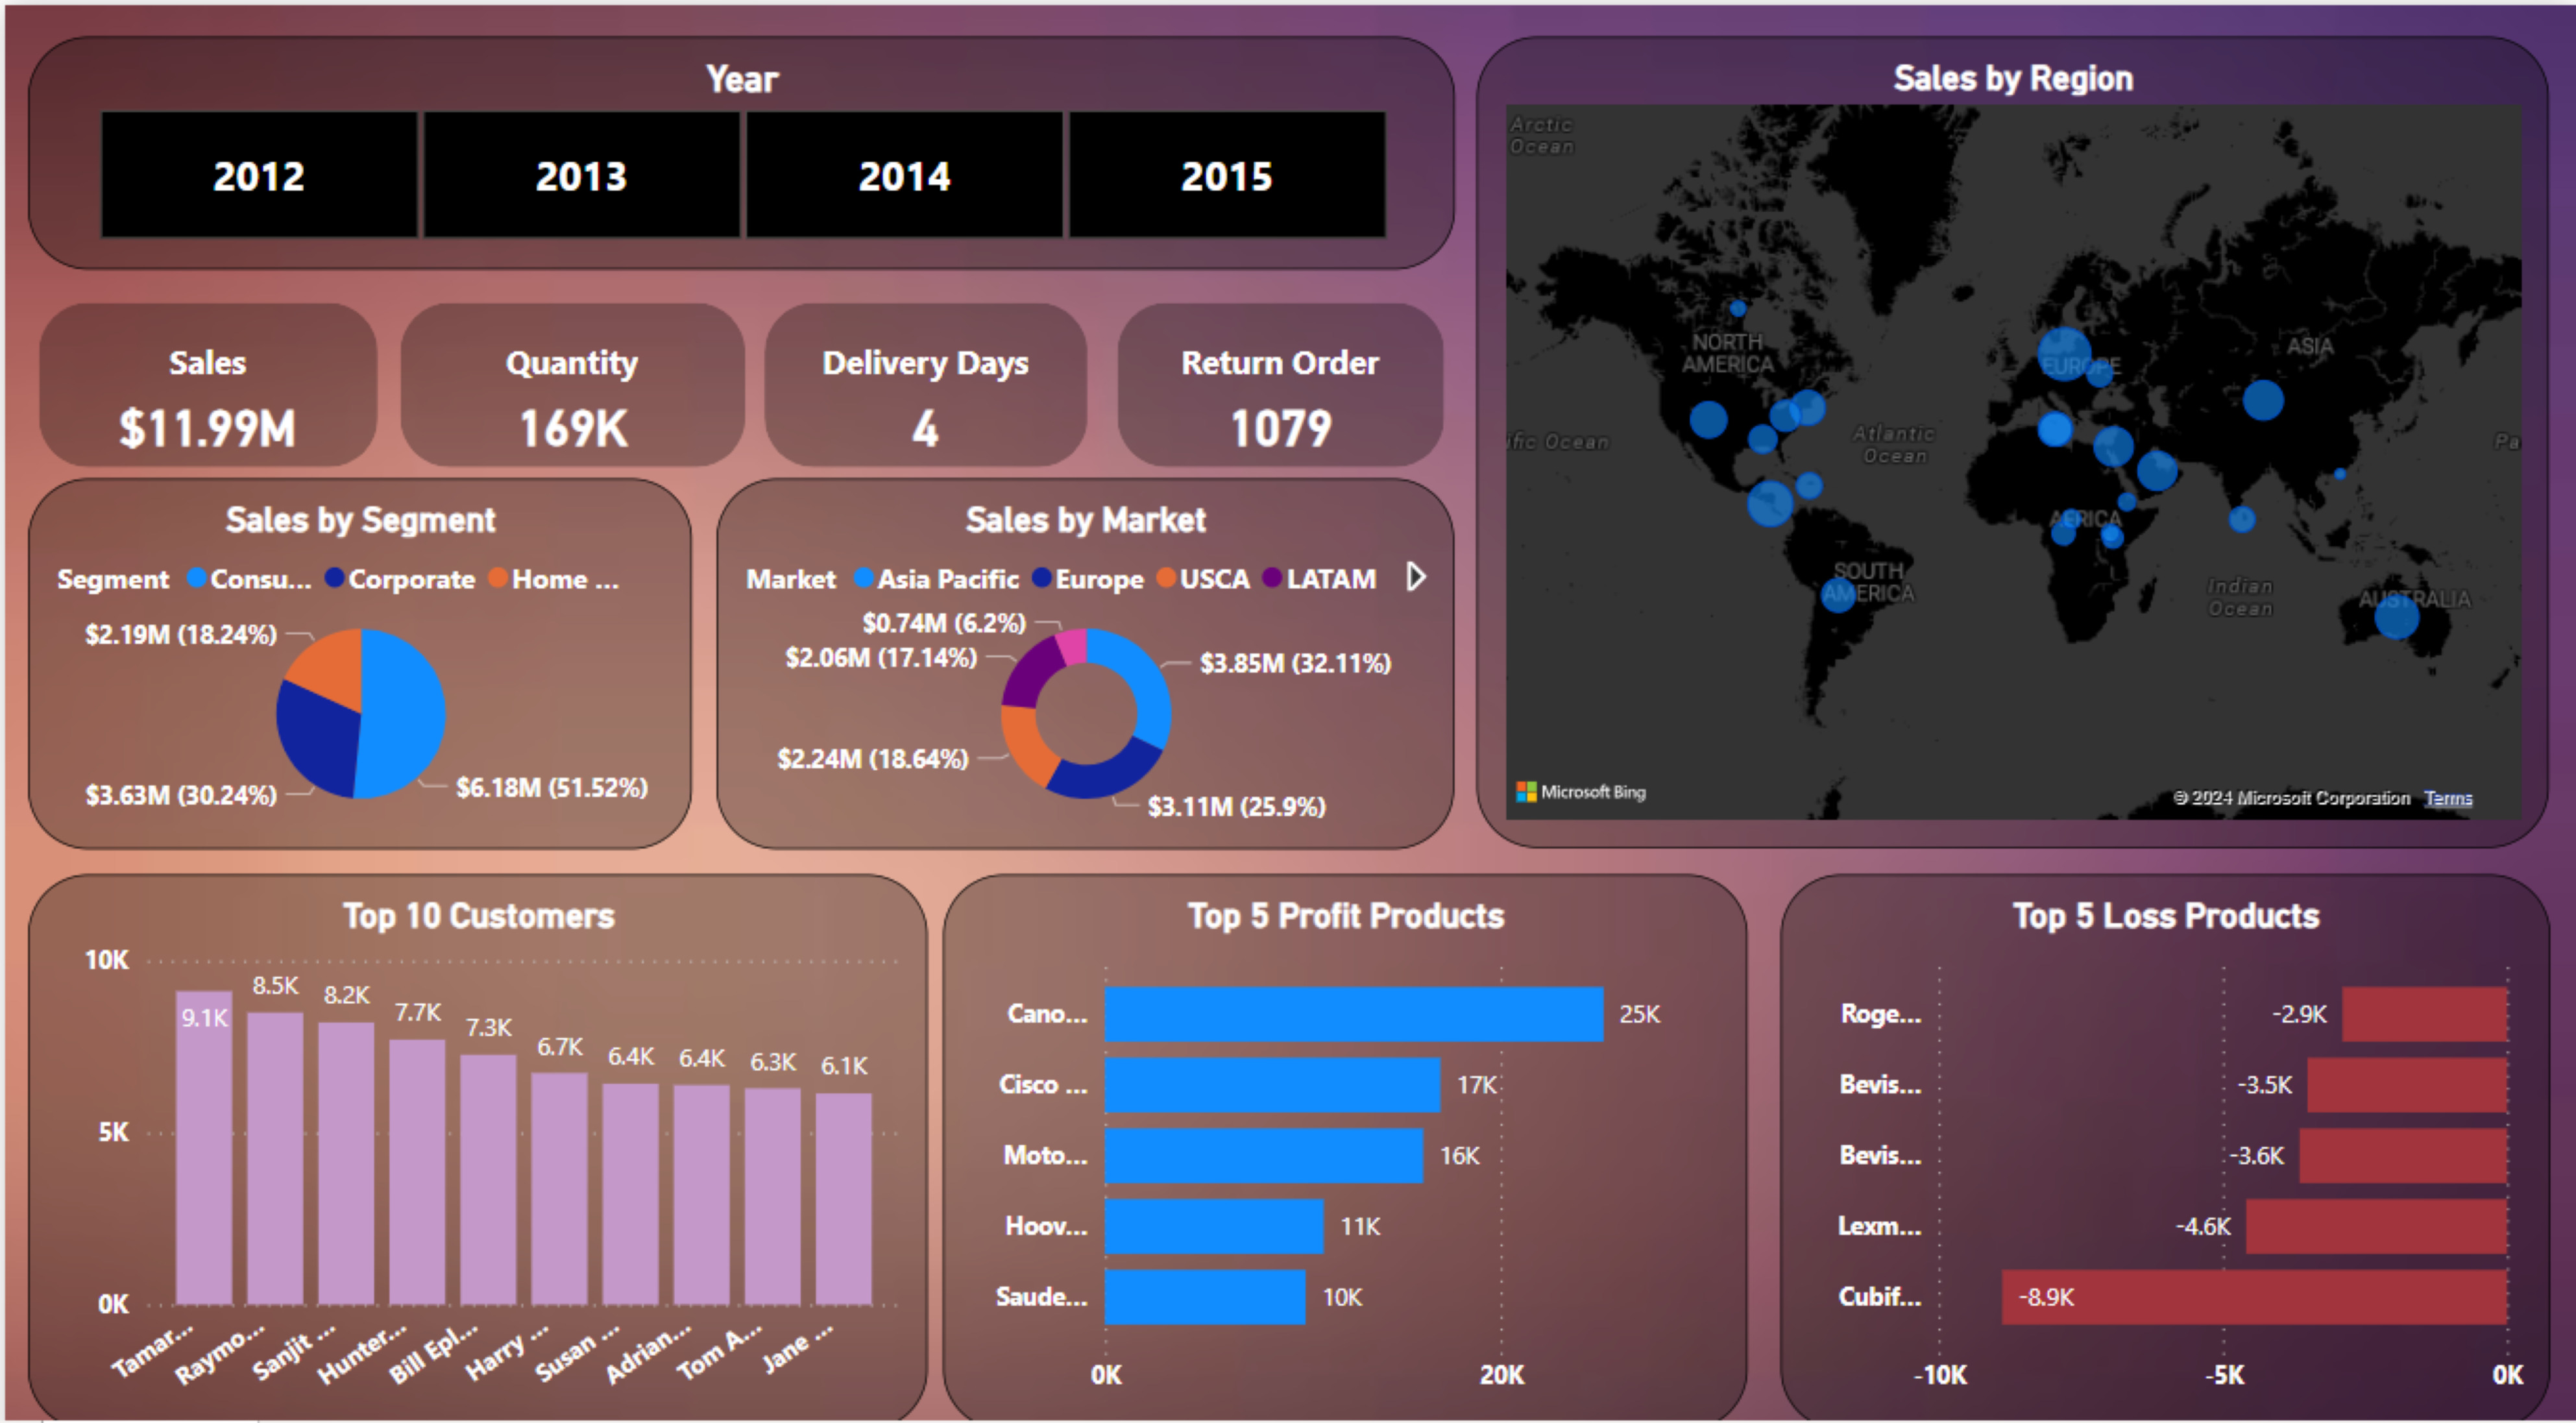 Year
2012
2013
2014
2015
Sales
$11.99M
Quantity
169K
Delivery Days
4
Return Order
1079
Sales by Segment
Segment Consu... Corporate Home ...
$2.19M (18.24%)
$3.63M (30.24%)
$6.18M (51.52%)
Sales by Market
Market Asia Pacific Europe USCA LATAM
$0.74M (6.2%)
$2.06M (17.14%)
$3.85M (32.11%)
$2.24M (18.64%)
$3.11M (25.9%)
Sales by Region
Arctic
Ocean
NORTH
AMERICA
EUROPE
ASIA
ific Ocean
Atlantic
Ocean
Pa
AFRICA
SOUTH
AMERICA
Indian
Ocean
AUSTRALIA
Microsoft Bing
© 2024 Microsoft Corporation Terms
Top 10 Customers
10K
5K
0K
9.1K
8.5K
8.2K
7.7K
7.3K
6.7K
6.4K
6.4K
6.3K
6.1K
Tamar...
Raymo...
Sanjit ...
Hunter...
Bill Epl...
Harry ...
Susan ...
Adrian...
Tom A...
Jane ...
Top 5 Profit Products
Cano... 25K
Cisco ... 17K
Moto... 16K
Hoov... 11K
Saude... 10K
0K 20K
Top 5 Loss Products
Roge... -2.9K
Bevis... -3.5K
Bevis... -3.6K
Lexm... -4.6K
Cubif... -8.9K
-10K -5K 0K